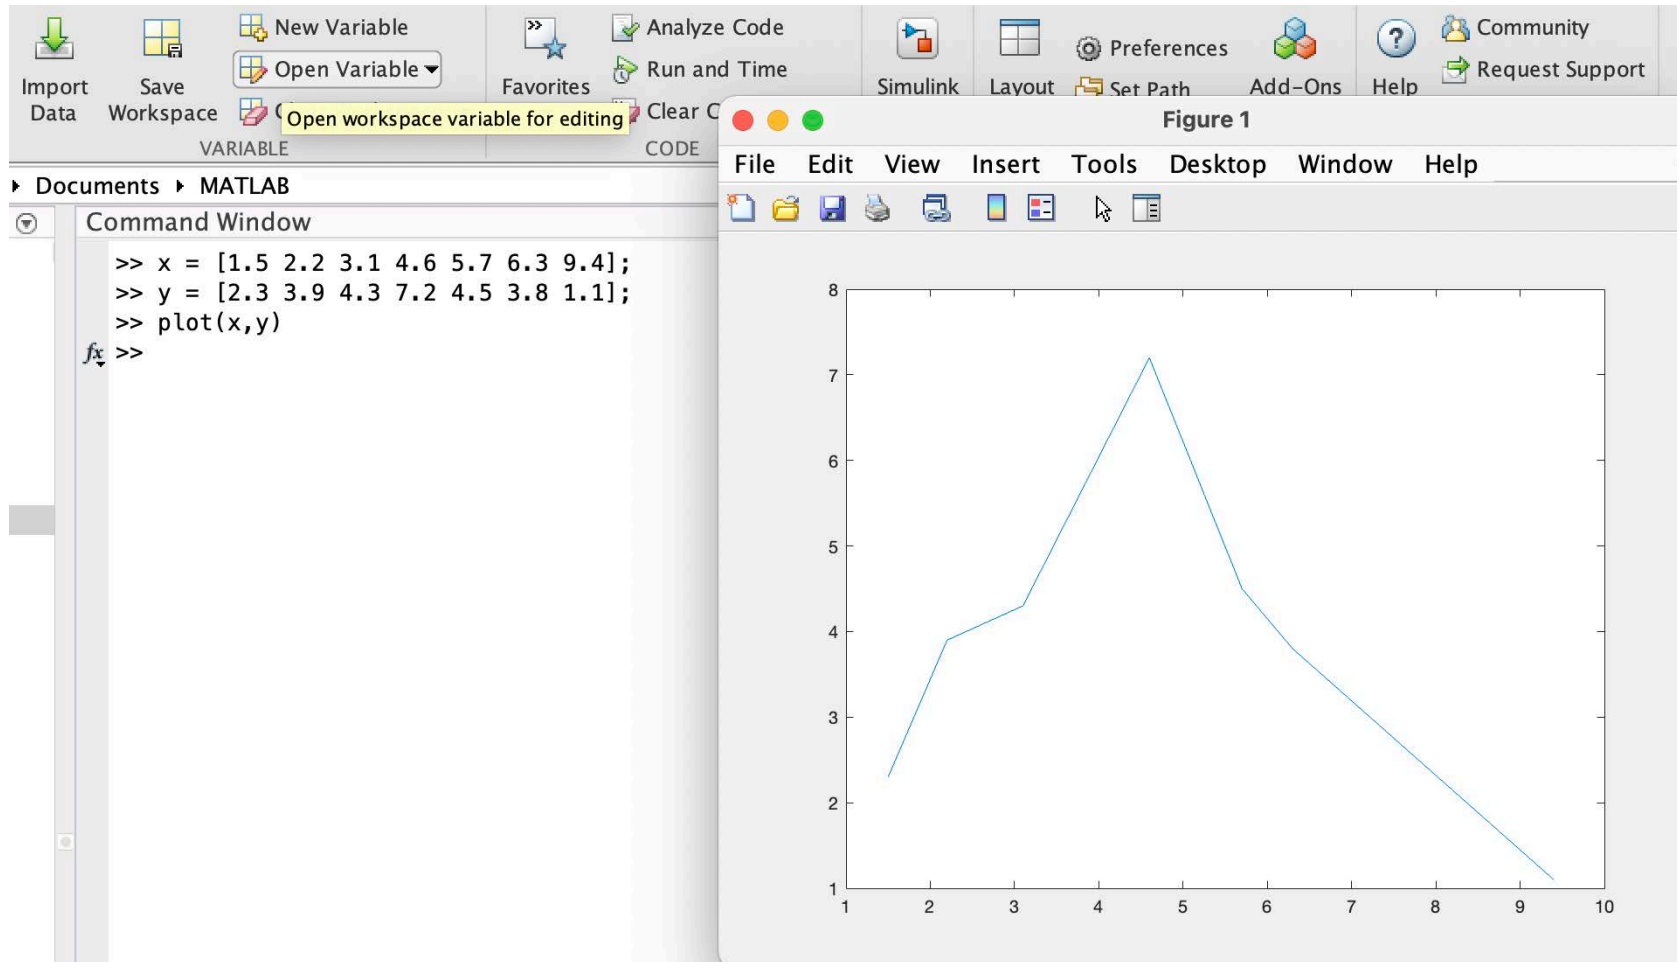 Import Data
Save Workspace
New Variable
Open Variable
Open workspace variable for editing
VARIABLE
Favorites
Analyze Code
Run and Time
Clear C
CODE
Simulink
Layout
Preferences
Set Path
Add-Ons
Help
Community
Request Support
Documents MATLAB
Command Window
>> x = [1.5 2.2 3.1 4.6 5.7 6.3 9.4];
>> y = [2.3 3.9 4.3 7.2 4.5 3.8 1.1];
>> plot(x,y)
fx >>
Figure 1
File Edit View Insert Tools Desktop Window Help
8
7
6
5
4
3
2
1
1 2 3 4 5 6 7 8 9 10